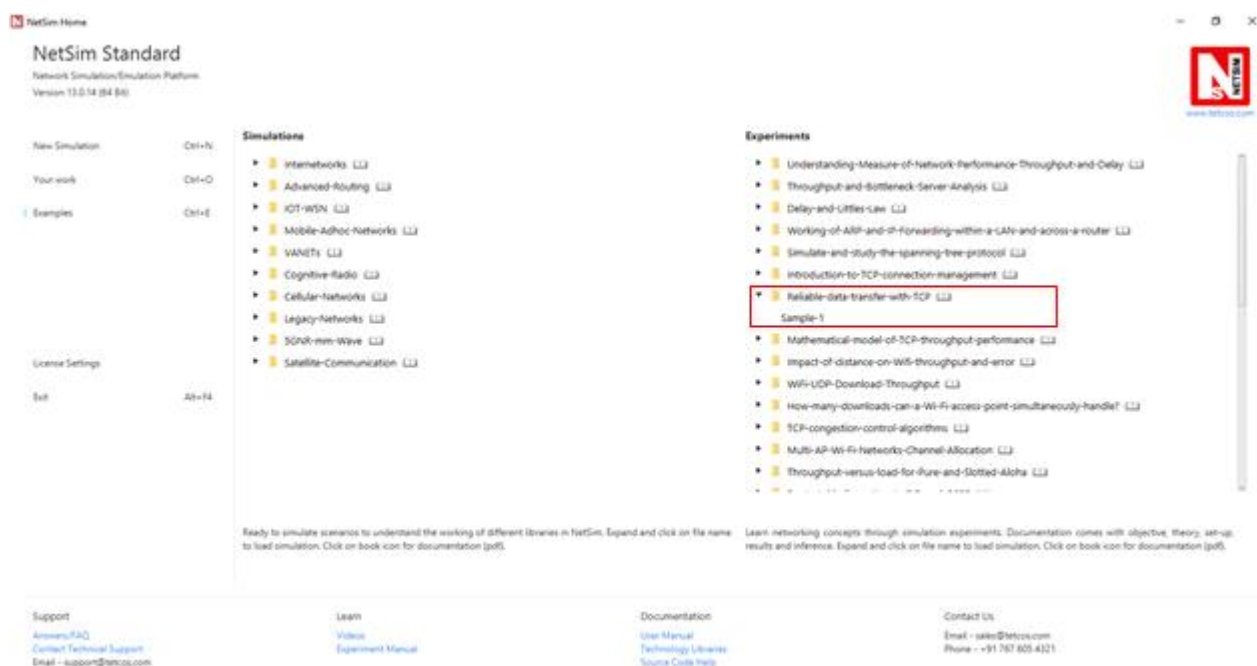 NetSim Home
NetSim Standard
Network Simulation/Emulation Platform
Version 13.0.14 (64 Bit)
NETSIM
www.tetcos.com
New Simulation Ctrl+N
Your work Ctrl+O
Examples Ctrl+E
License Settings
Exit Alt+F4
Simulations
Internetworks
Advanced-Routing
IOT-WSN
Mobile-Adhoc-Networks
VANETs
Cognitive-Radio
Cellular-Networks
Legacy-Networks
5GNR-mm-Wave
Satellite-Communication
Ready to simulate scenarios to understand the working of different libraries in NetSim. Expand and click on file name
to load simulation. Click on book icon for documentation (pdf).
Experiments
Understanding-Measure-of-Network-Performance-Throughput-and-Delay
Throughput-and-Bottleneck-Server-Analysis
Delay-and-Littles-Law
Working-of-ARP-and-IP-Forwarding-within-a-LAN-and-across-a-router
Simulate-and-study-the-spanning-tree-protocol
Introduction-to-TCP-connection-management
Reliable-data-transfer-with-TCP
Sample-1
Mathematical-model-of-TCP-throughput-performance
Impact-of-distance-on-Wifi-throughput-and-error
WiFi-UDP-Download-Throughput
How-many-downloads-can-a-Wi-Fi-access-point-simultaneously-handle?
TCP-congestion-control-algorithms
Multi-AP-Wi-Fi-Networks-Channel-Allocation
Throughput-versus-load-for-Pure-and-Slotted-Aloha
Learn networking concepts through simulation experiments. Documentation comes with objective, theory, set-up,
results and inference. Expand and click on file name to load simulation. Click on book icon for documentation (pdf).
Support
Answers/FAQ
Contact Technical Support
Email - support@tetcos.com
Learn
Videos
Experiment Manual
Documentation
User Manual
Technology Libraries
Source Code Help
Contact Us
Email - sales@tetcos.com
Phone - +91 767 605 4321